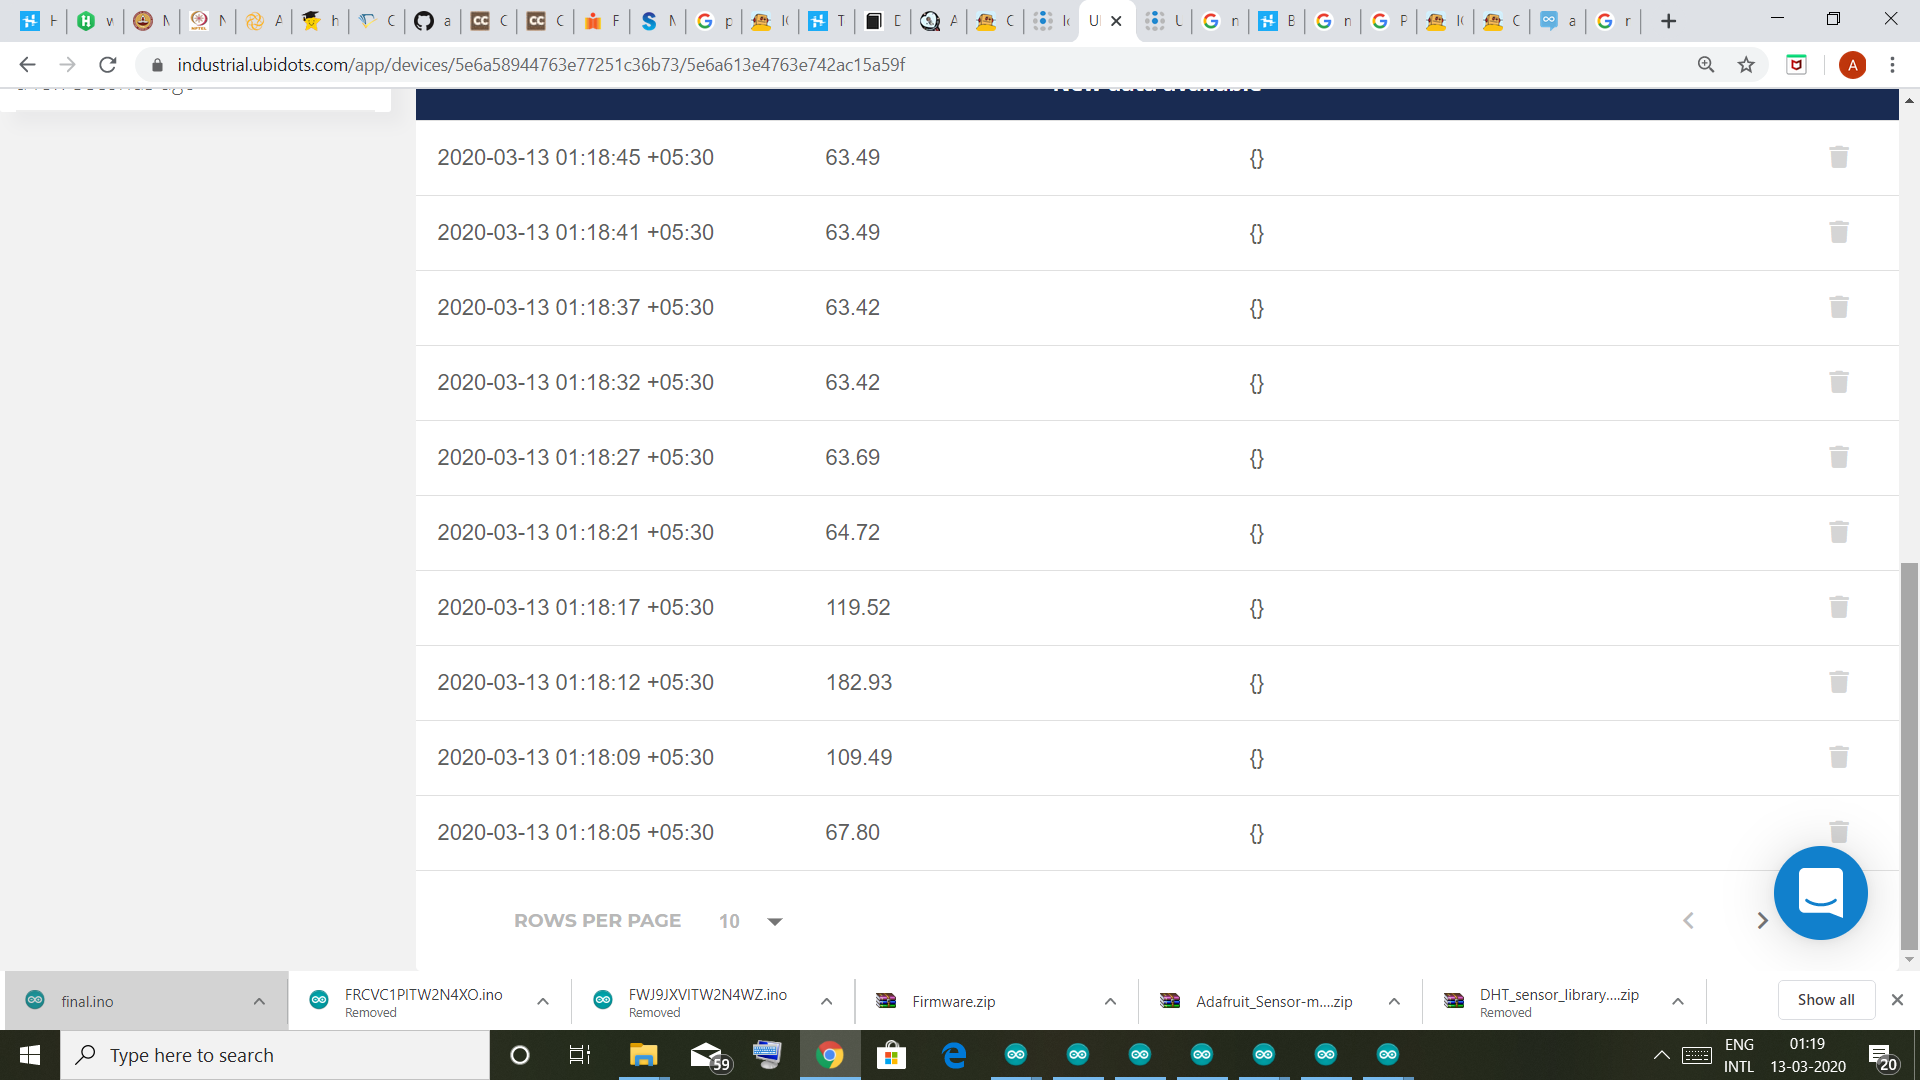 industrial.ubidots.com/app/devices/5e6a58944763e77251c36b73/5e6a613e4763e742ac15a59f
A
2020-03-13 01:18:45 +05:30 63.49 {}
2020-03-13 01:18:41 +05:30 63.49 {}
2020-03-13 01:18:37 +05:30 63.42 {}
2020-03-13 01:18:32 +05:30 63.42 {}
2020-03-13 01:18:27 +05:30 63.69 {}
2020-03-13 01:18:21 +05:30 64.72 {}
2020-03-13 01:18:17 +05:30 119.52 {}
2020-03-13 01:18:12 +05:30 182.93 {}
2020-03-13 01:18:09 +05:30 109.49 {}
2020-03-13 01:18:05 +05:30 67.80 {}
ROWS PER PAGE 10
final.ino
FRCVC1PITW2N4XO.ino
Removed
FWJ9JXVITW2N4WZ.ino
Removed
Firmware.zip
Adafruit_Sensor-m....zip
DHT_sensor_library....zip
Removed
Show all
Type here to search
59
ENG
INTL
01:19
13-03-2020
20